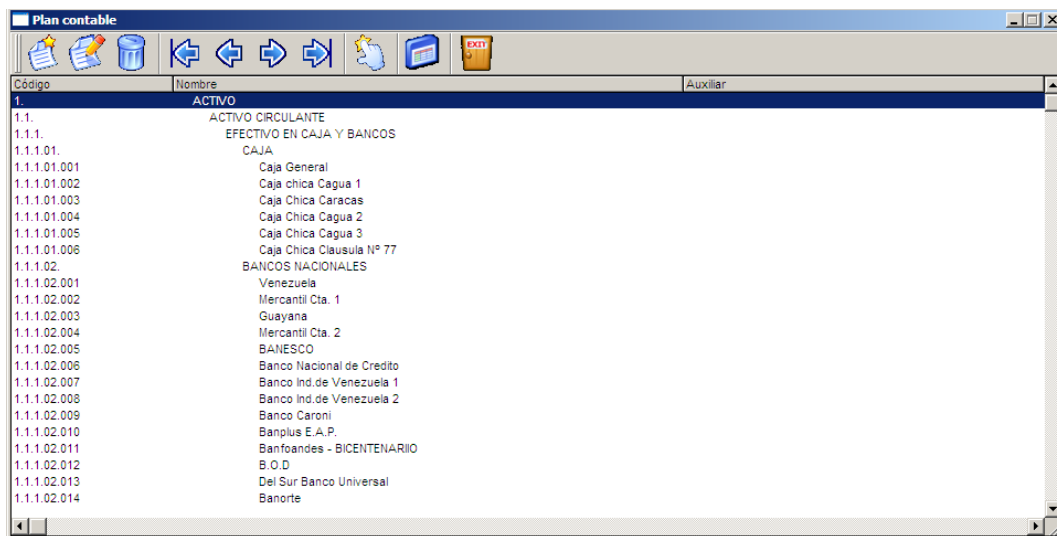 Plan contable
EXIT
Código Nombre Auxiliar
1. ACTIVO
1.1. ACTIVO CIRCULANTE
1.1.1. EFECTIVO EN CAJA Y BANCOS
1.1.1.01. CAJA
1.1.1.01.001 Caja General
1.1.1.01.002 Caja chica Cagua 1
1.1.1.01.003 Caja Chica Caracas
1.1.1.01.004 Caja Chica Cagua 2
1.1.1.01.005 Caja Chica Cagua 3
1.1.1.01.006 Caja Chica Clausula Nº 77
1.1.1.02. BANCOS NACIONALES
1.1.1.02.001 Venezuela
1.1.1.02.002 Mercantil Cta. 1
1.1.1.02.003 Guayana
1.1.1.02.004 Mercantil Cta. 2
1.1.1.02.005 BANESCO
1.1.1.02.006 Banco Nacional de Credito
1.1.1.02.007 Banco Ind.de Venezuela 1
1.1.1.02.008 Banco Ind.de Venezuela 2
1.1.1.02.009 Banco Caroni
1.1.1.02.010 Banplus E.A.P.
1.1.1.02.011 Banfoandes - BICENTENARIIO
1.1.1.02.012 B.O.D
1.1.1.02.013 Del Sur Banco Universal
1.1.1.02.014 Banorte